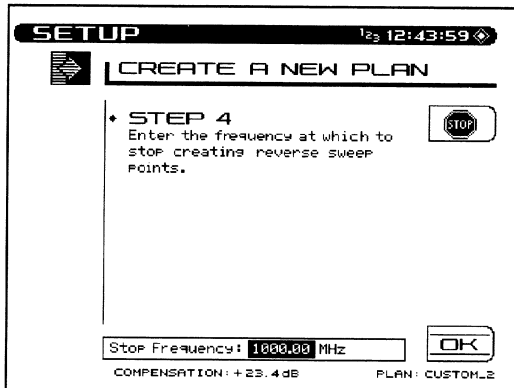 SETUP 123 12:43:59
CREATE A NEW PLAN
STEP 4
Enter the frequency at which to
stop creating reverse sweep
points.
STOP
Stop Frequency: 1000.00 MHz
OK
COMPENSATION:+23.4dB PLAN: CUSTOM_2